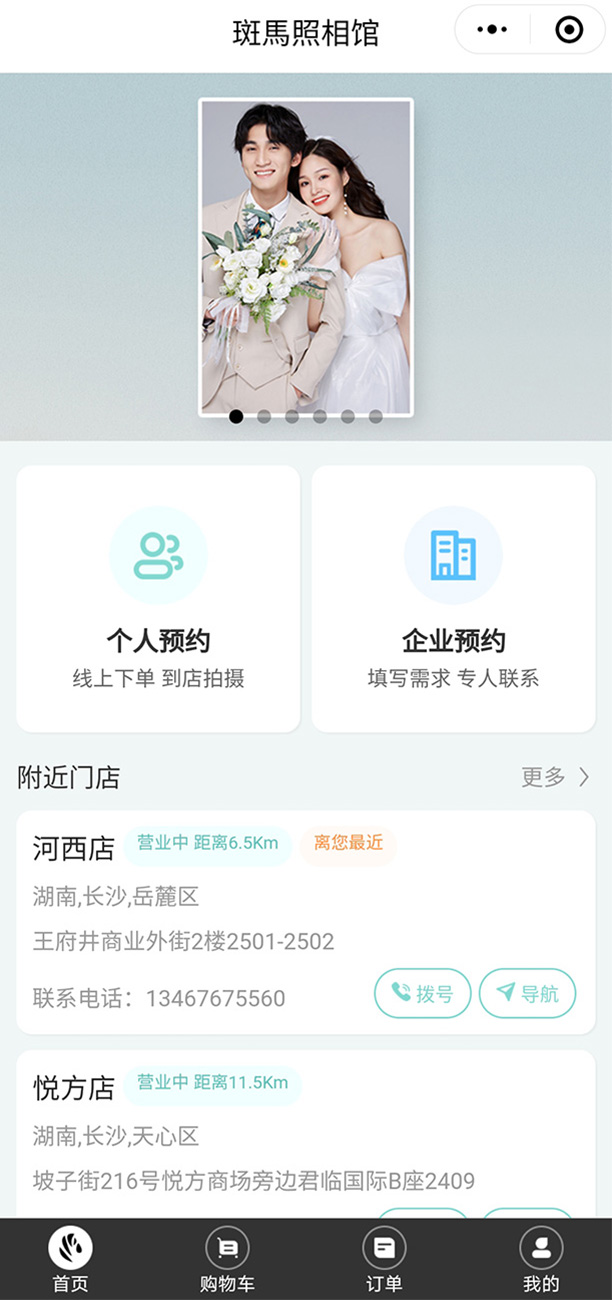 斑馬照相馆
个人预约
线上下单 到店拍摄
企业预约
填写需求 专人联系
附近门店
更多
河西店 营业中 距离6.5Km 离您最近
湖南,长沙,岳麓区
王府井商业外街2楼2501-2502
联系电话：13467675560
拨号
导航
悦方店 营业中 距离11.5Km
湖南,长沙,天心区
坡子街216号悦方商场旁边君临国际B座2409
首页
购物车
订单
我的